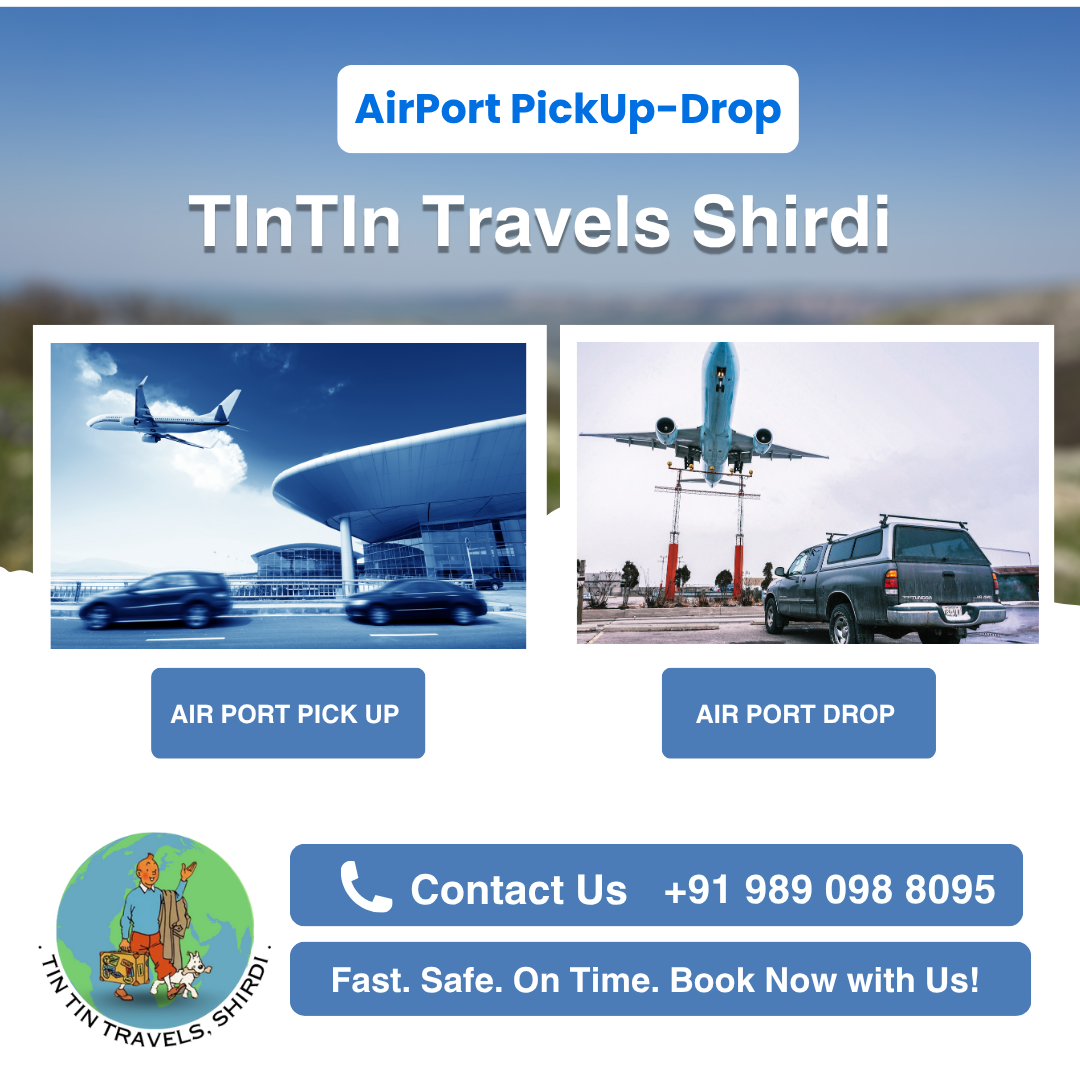 AirPort PickUp-Drop
TInTIn Travels Shirdi
AIR PORT PICK UP
AIR PORT DROP
Contact Us +91 989 098 8095
Fast. Safe. On Time. Book Now with Us!
· TIN TIN TRAVELS, SHIRDI ·